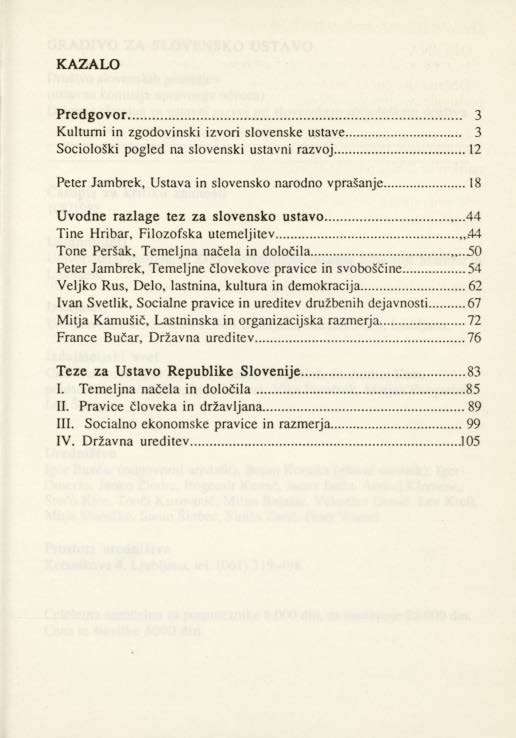 KAZALO
Predgovor................................................ 3
Kulturni in zgodovinski izvori slovenske ustave................ 3
Sociološki pogled na slovenski ustavni razvoj................ 12
Peter Jambrek, Ustava in slovensko narodno vprašanje................ 18
Uvodne razlage tez za slovensko ustavo................44
Tine Hribar, Filozofska utemeljitev................44
Tone Peršak, Temeljna načela in določila................50
Peter Jambrek, Temeljne človekove pravice in svoboščine................54
Veljko Rus, Delo, lastnina, kultura in demokracija................ 62
Ivan Svetlik, Socialne pravice in ureditev družbenih dejavnosti................67
Mitja Kamušič, Lastninska in organizacijska razmerja................ 72
France Bučar, Državna ureditev................ 76
Teze za Ustavo Republike Slovenije................83
I. Temeljna načela in določila ................85
II. Pravice človeka in državljana................ 89
III. Socialno ekonomske pravice in razmerja................ 99
IV. Državna ureditev................105